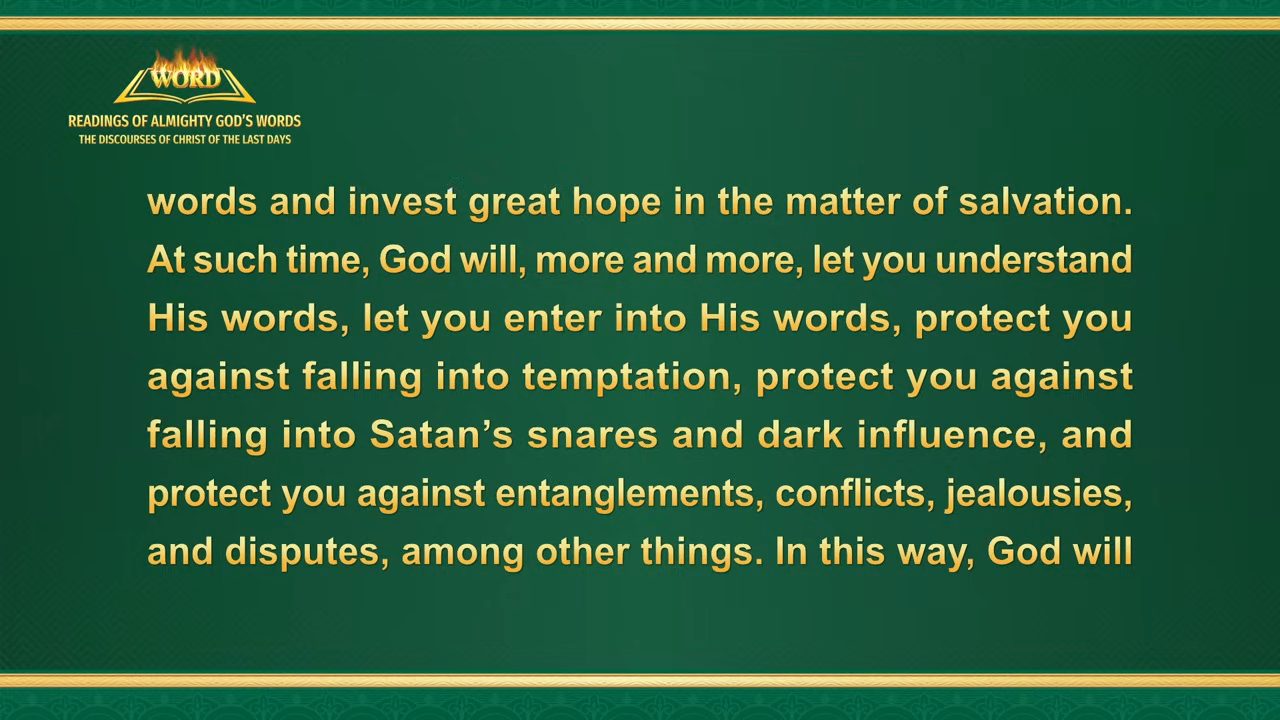 WORD
READINGS OF ALMIGHTY GOD'S WORDS
THE DISCOURSES OF CHRIST OF THE LAST DAYS
words and invest great hope in the matter of salvation.
At such time, God will, more and more, let you understand
His words, let you enter into His words, protect you
against falling into temptation, protect you against
falling into Satan’s snares and dark influence, and
protect you against entanglements, conflicts, jealousies,
and disputes, among other things. In this way, God will